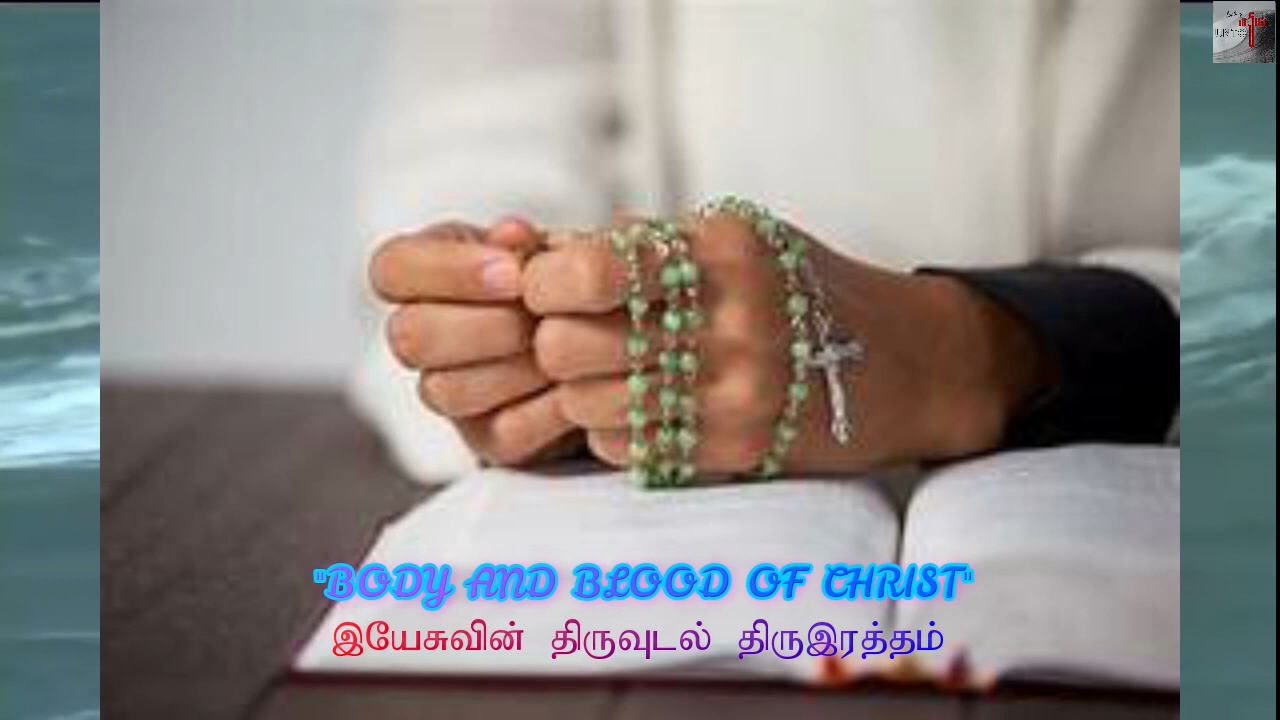 "BODY AND BLOOD OF CHRIST"
இயேசுவின் திருவுடல் திருஇரத்தம்